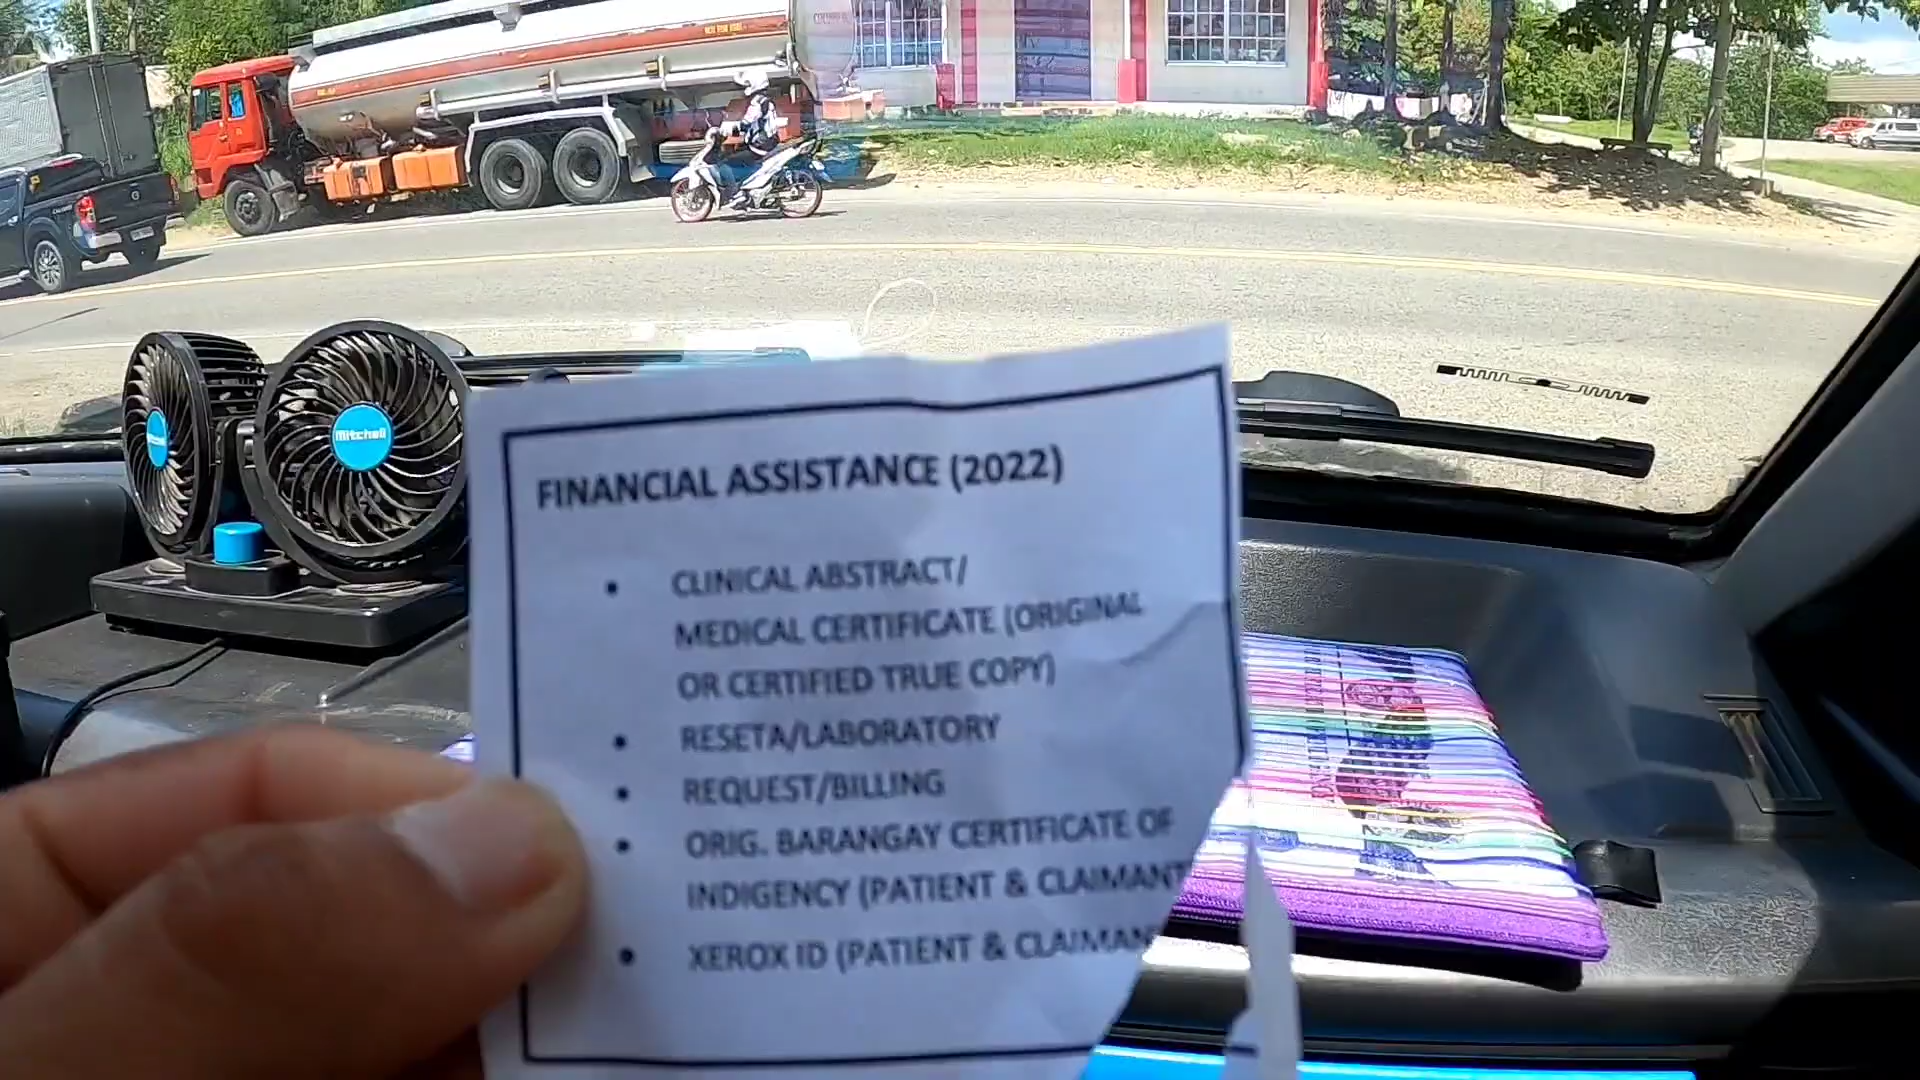 Mitchell
FINANCIAL ASSISTANCE (2022)
• CLINICAL ABSTRACT/
MEDICAL CERTIFICATE (ORIGINAL
OR CERTIFIED TRUE COPY)
• RESETA/LABORATORY
• REQUEST/BILLING
• ORIG. BARANGAY CERTIFICATE OF
INDIGENCY (PATIENT & CLAIMANT
• XEROX ID (PATIENT & CLAIMAN